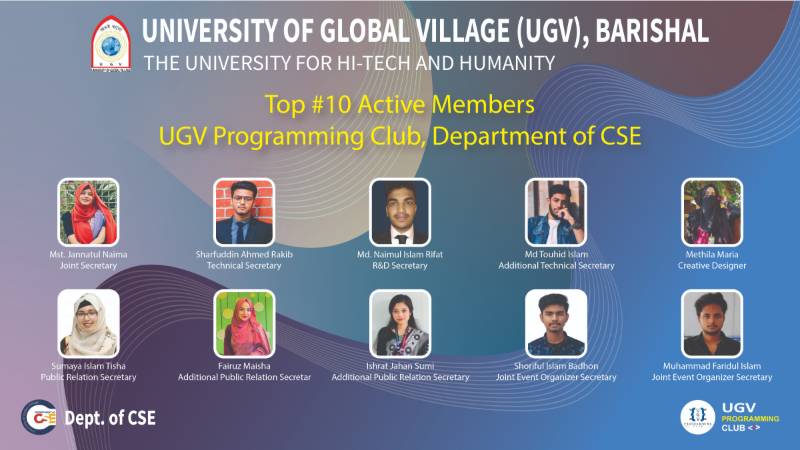 UNIVERSITY OF GLOBAL VILLAGE (UGV), BARISHAL
THE UNIVERSITY FOR HI-TECH AND HUMANITY
Top #10 Active Members
UGV Programming Club, Department of CSE
Mst. Jannatul Naima
Joint Secretary
Sharfuddin Ahmed Rakib
Technical Secretary
Md. Naimul Islam Rifat
R&D Secretary
Md Touhid Islam
Additional Technical Secretary
Methila Maria
Creative Designer
Sumaya Islam Tisha
Public Relation Secretary
Fairuz Maisha
Additional Public Relation Secretar
Ishrat Jahan Sumi
Additional Public Relation Secretary
Shoriful Islam Badhon
Joint Event Organizer Secretary
Muhammad Faridul Islam
Joint Event Organizer Secretary
CSE
Dept. of CSE
UGV
PROGRAMMING
CLUB < >